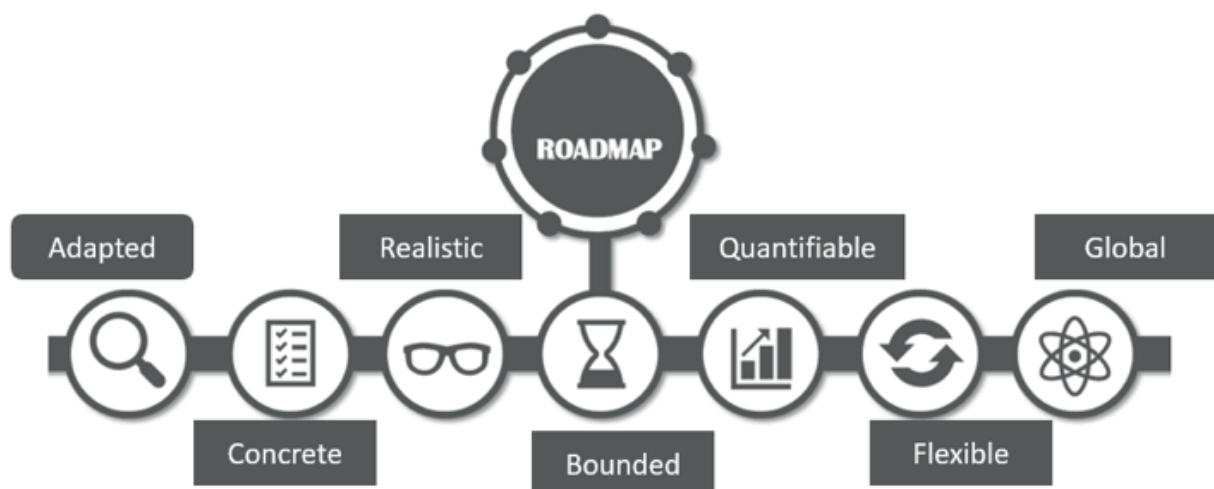 ROADMAP
Adapted
Concrete
Realistic
Bounded
Quantifiable
Flexible
Global